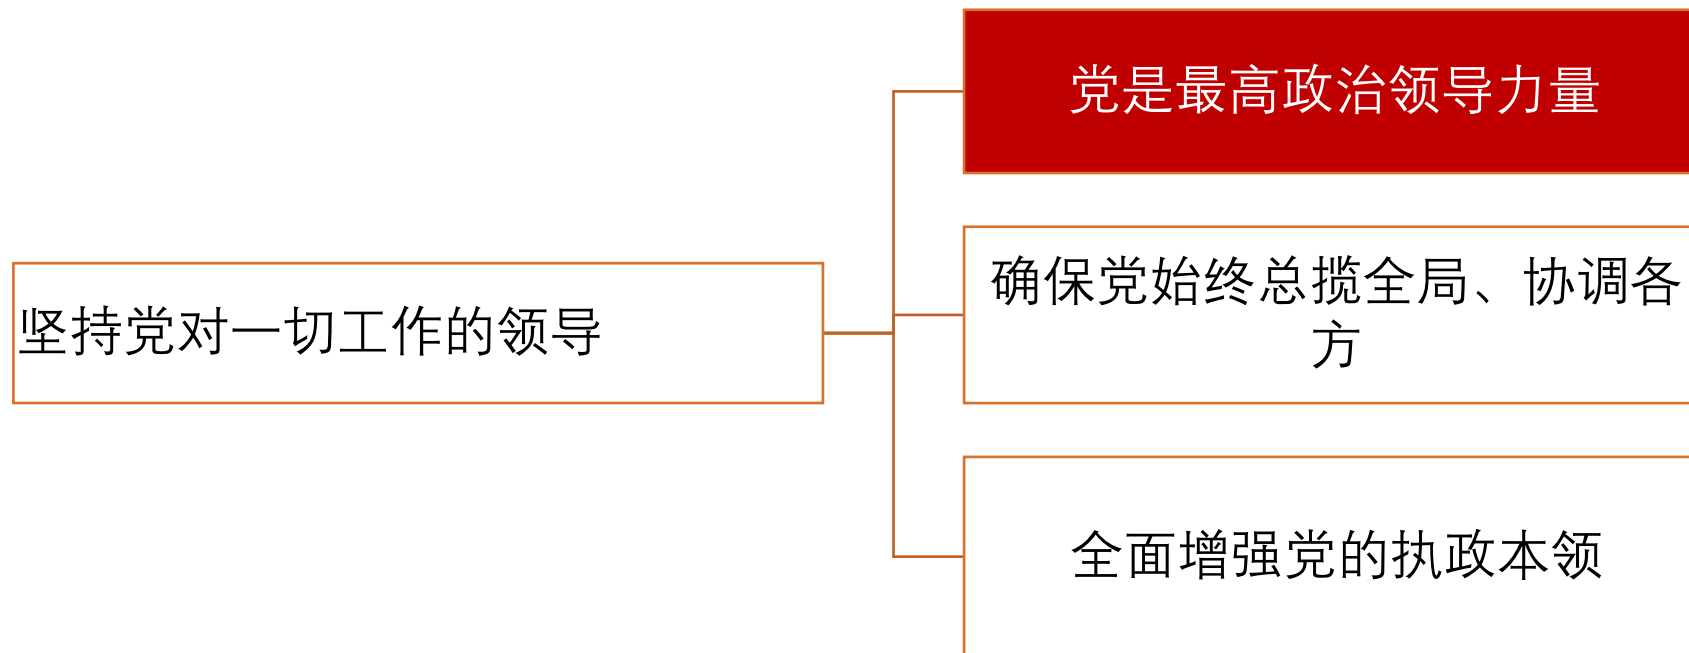 党是最高政治领导力量
坚持党对一切工作的领导
确保党始终总揽全局、协调各
方
全面增强党的执政本领